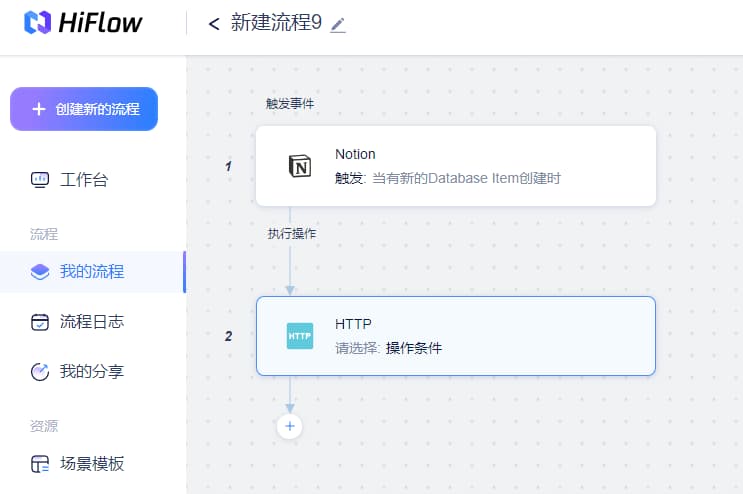 HiFlow
< 新建流程9
+ 创建新的流程
工作台
流程
我的流程
流程日志
我的分享
资源
场景模板
触发事件
1
Notion
触发: 当有新的Database Item创建时
执行操作
2
HTTP
HTTP
请选择: 操作条件
+